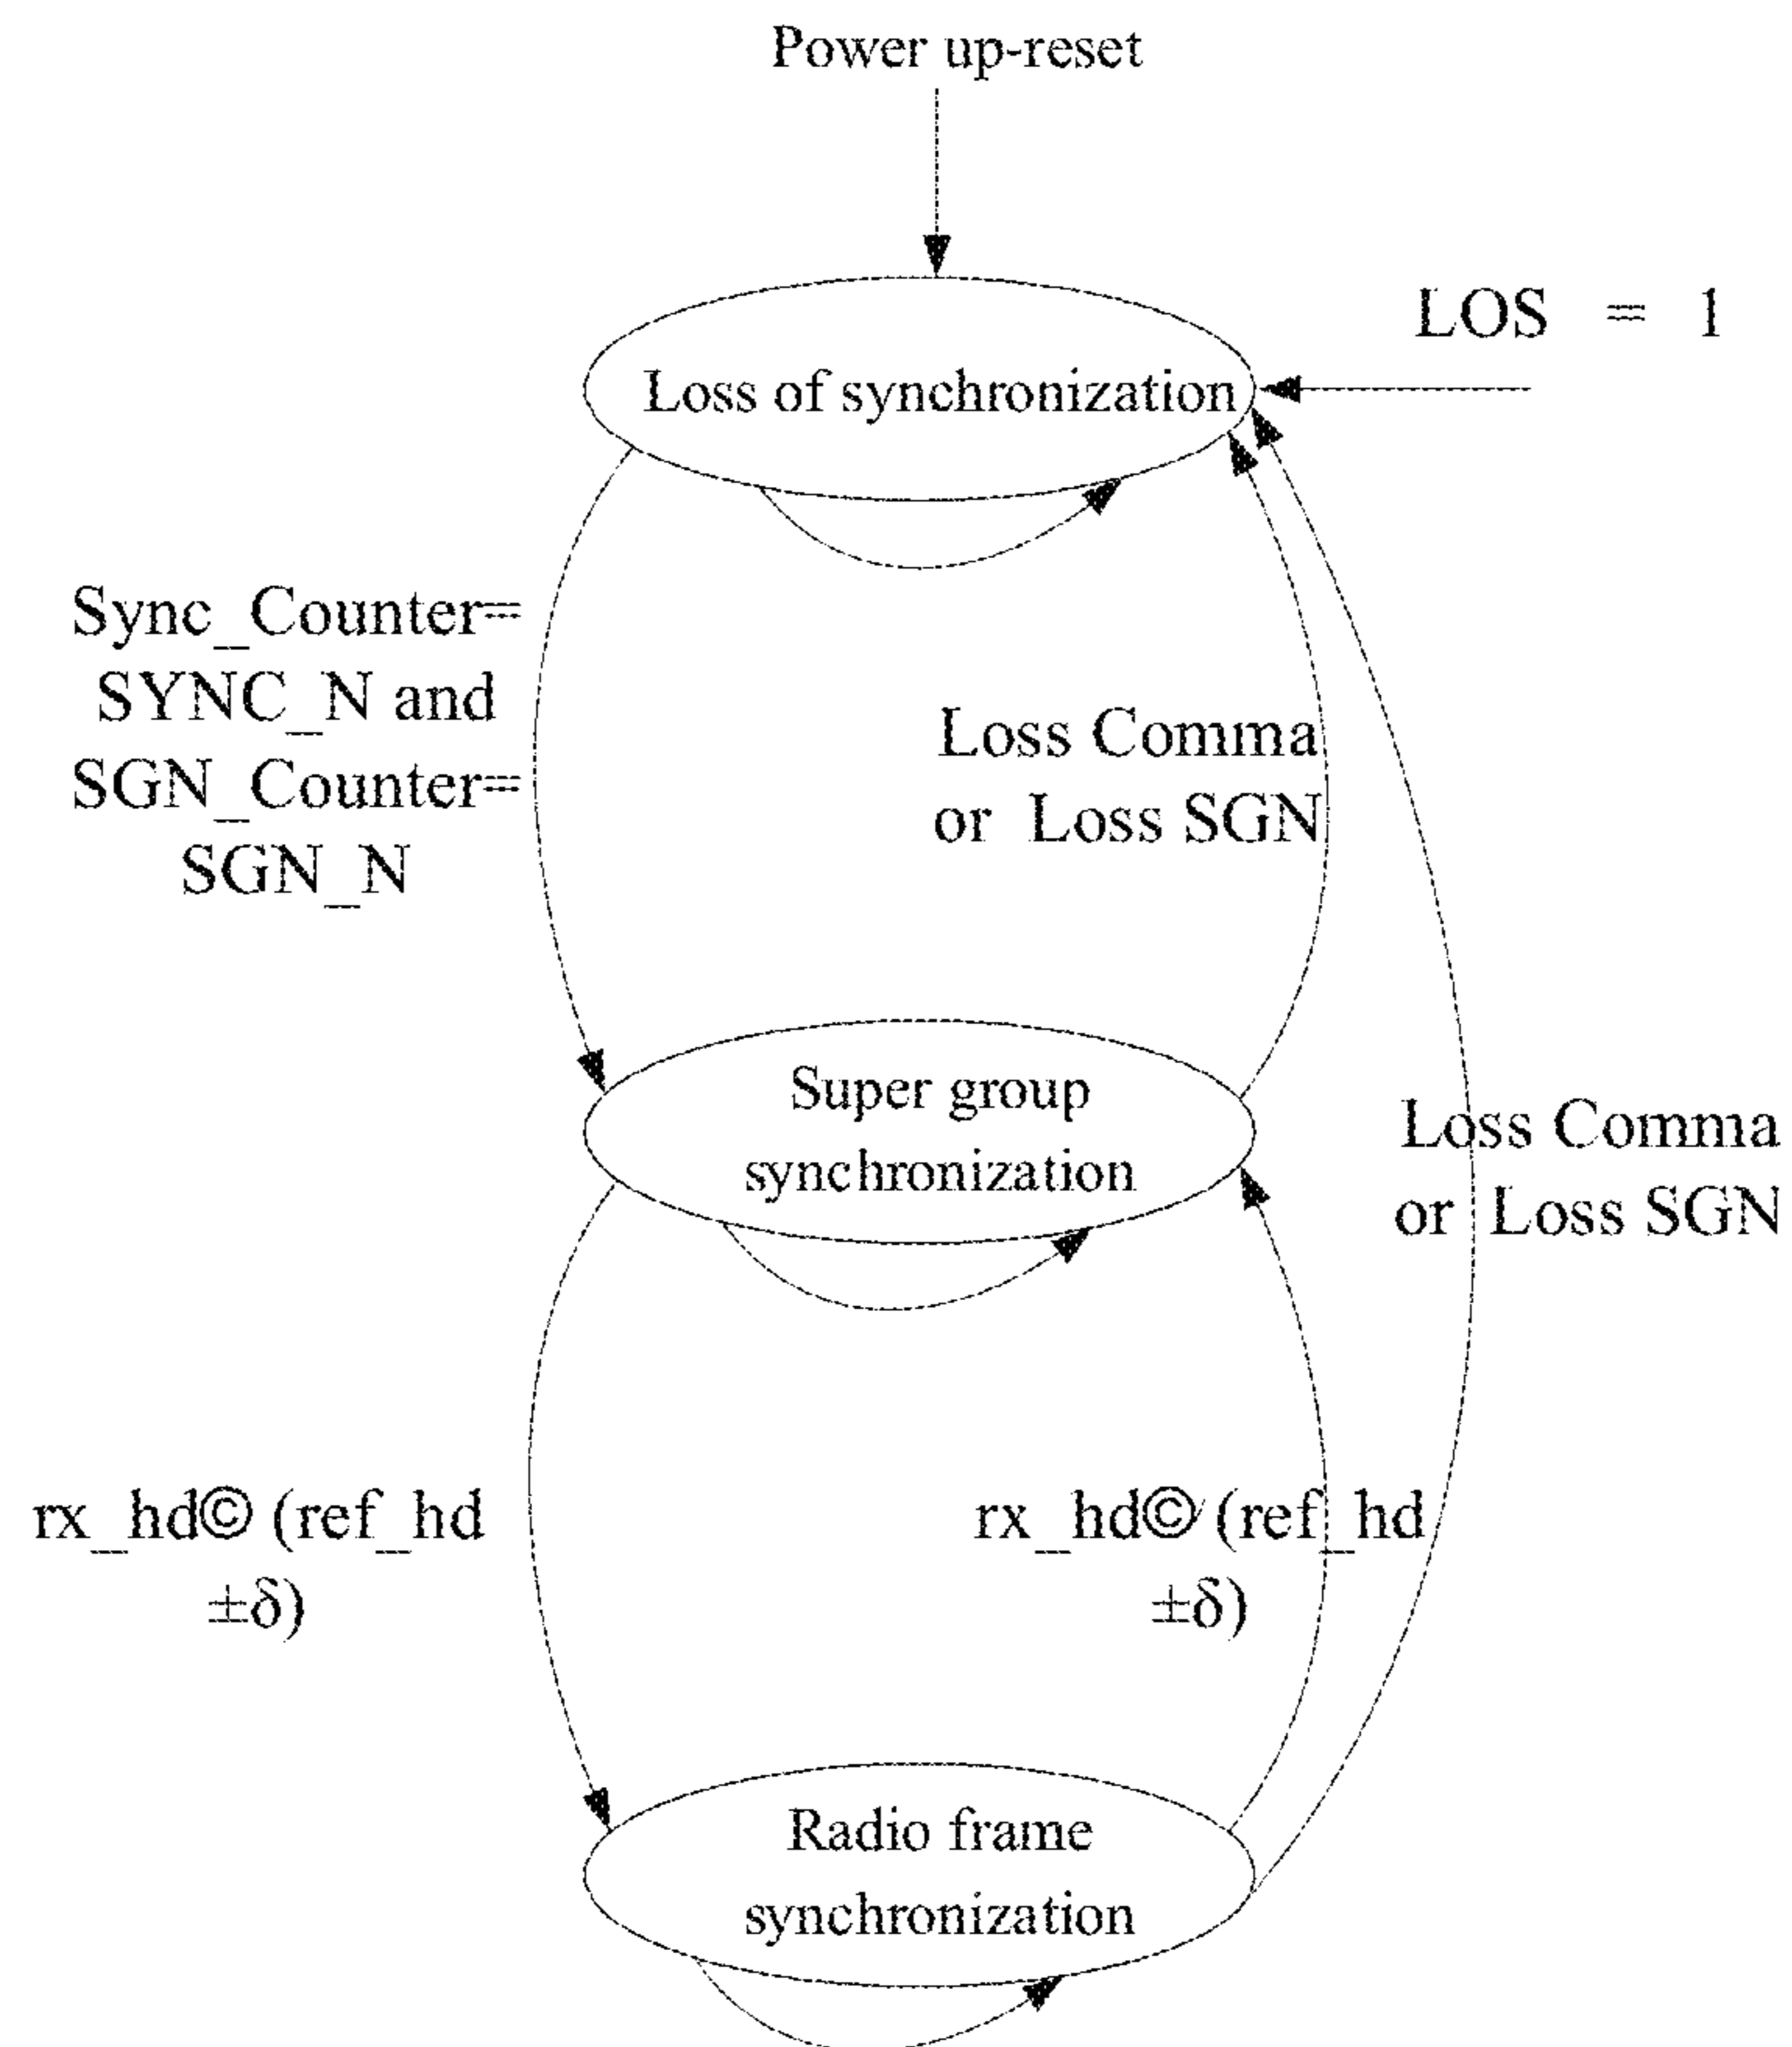 Power up-reset
LOS = 1
Loss of synchronization
Sync_Counter=
SYNC_N and
SGN_Counter=
SGN_N
Loss Comma
or Loss SGN
Super group
synchronization
Loss Comma
or Loss SGN
rx_hd© (ref_hd
±δ)
rx_hd© (ref_hd
±δ)
Radio frame
synchronization